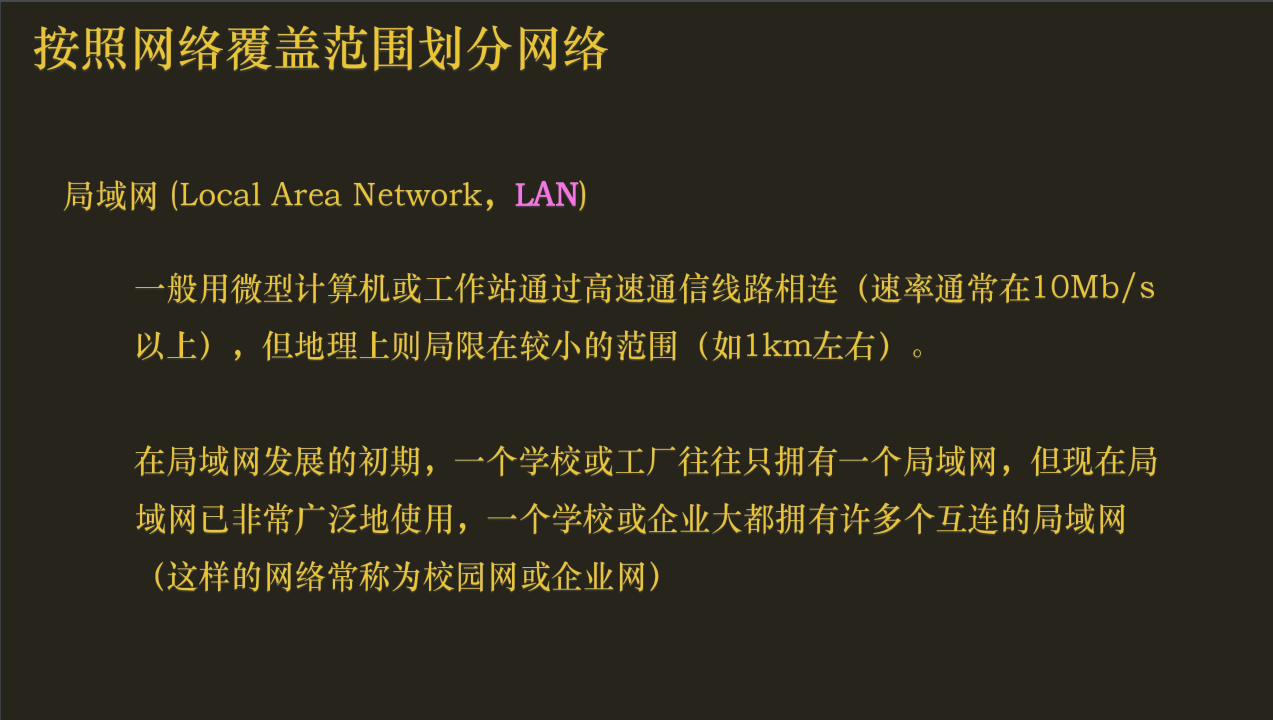 按照网络覆盖范围划分网络
局域网 (Local Area Network，LAN)
一般用微型计算机或工作站通过高速通信线路相连（速率通常在10Mb/s
以上），但地理上则局限在较小的范围（如1km左右）。
在局域网发展的初期，一个学校或工厂往往只拥有一个局域网，但现在局
域网已非常广泛地使用，一个学校或企业大都拥有许多个互连的局域网
（这样的网络常称为校园网或企业网）